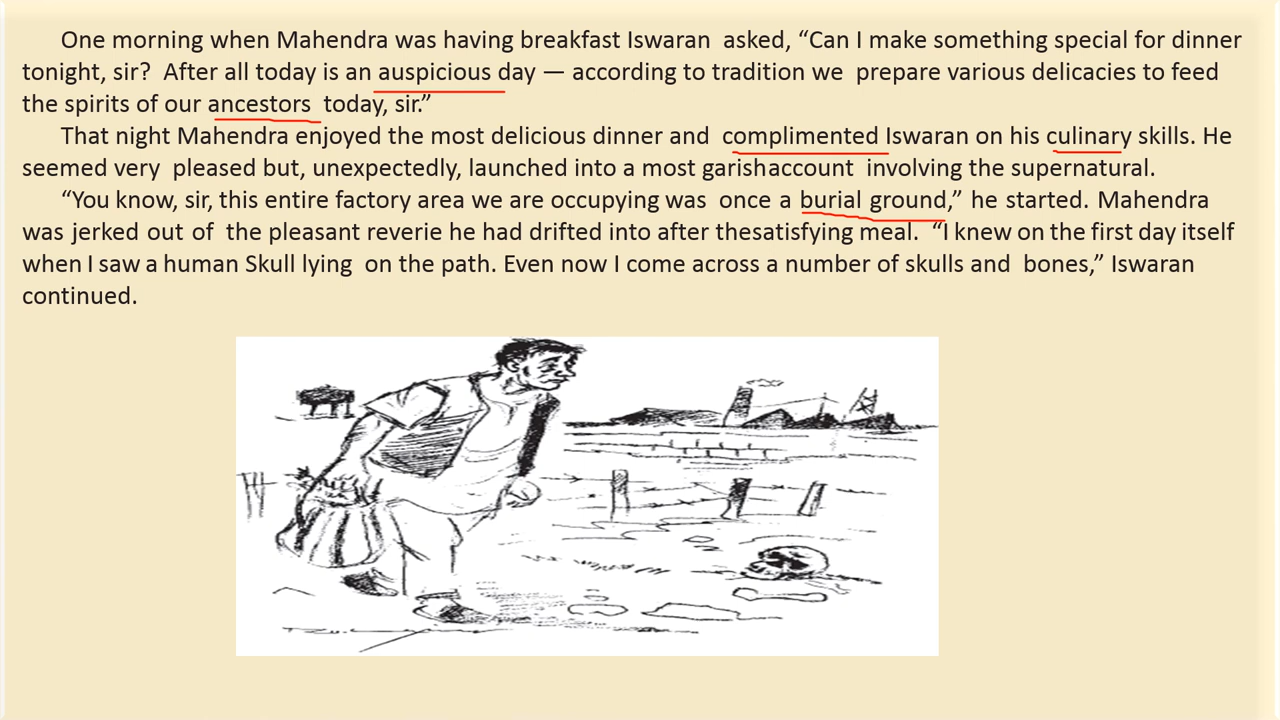 One morning when Mahendra was having breakfast Iswaran asked, “Can I make something special for dinner
tonight, sir? After all today is an auspicious day — according to tradition we prepare various delicacies to feed
the spirits of our ancestors today, sir.”
That night Mahendra enjoyed the most delicious dinner and complimented Iswaran on his culinary skills. He
seemed very pleased but, unexpectedly, launched into a most garishaccount involving the supernatural.
“You know, sir, this entire factory area we are occupying was once a burial ground,” he started. Mahendra
was jerked out of the pleasant reverie he had drifted into after thesatisfying meal. “I knew on the first day itself
when I saw a human Skull lying on the path. Even now I come across a number of skulls and bones,” Iswaran
continued.